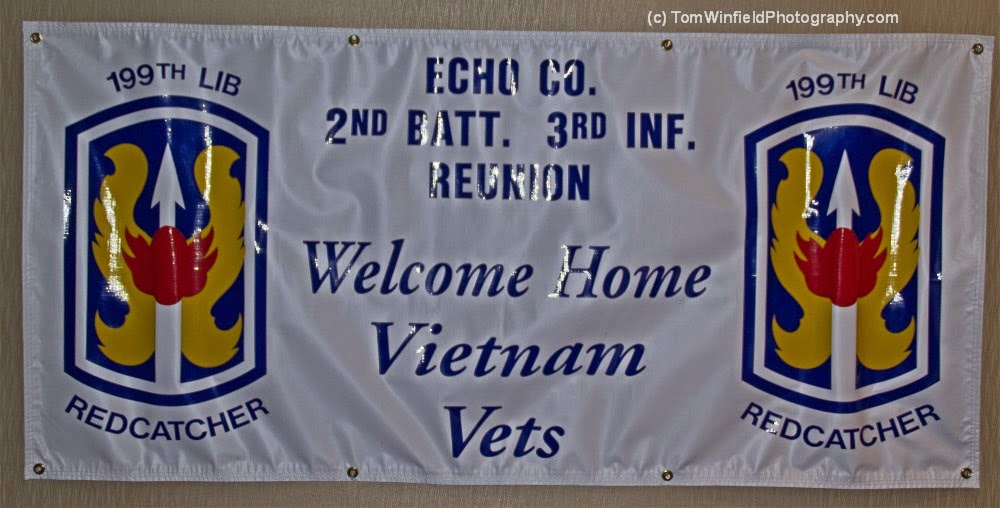 (c) TomWinfieldPhotography.com
199TH LIB
REDCATCHER
ECHO CO.
2ND BATT. 3RD INF.
REUNION
Welcome Home
Vietnam
Vets
199TH LIB
REDCATCHER